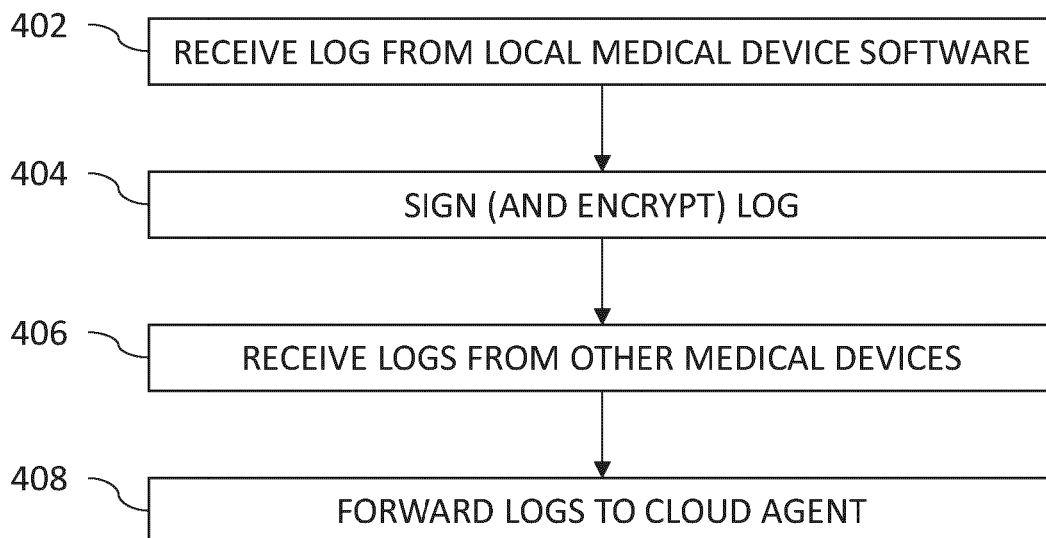 402 RECEIVE LOG FROM LOCAL MEDICAL DEVICE SOFTWARE
404 SIGN (AND ENCRYPT) LOG
406 RECEIVE LOGS FROM OTHER MEDICAL DEVICES
408 FORWARD LOGS TO CLOUD AGENT